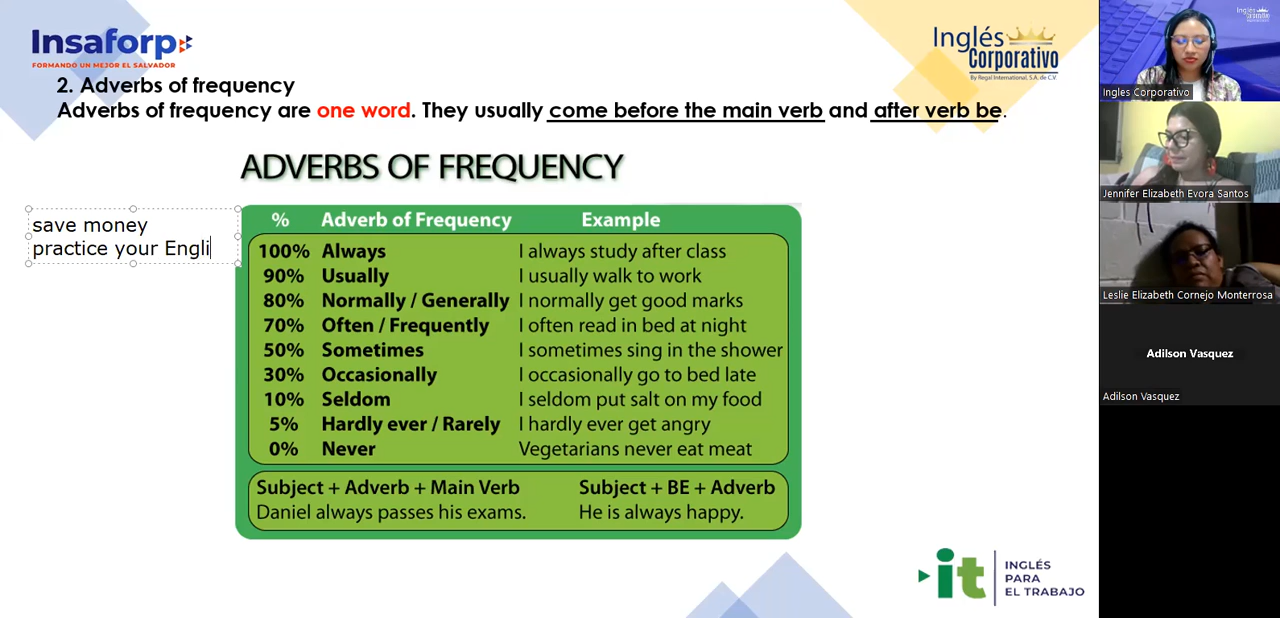 Insaforp
FORMANDO UN MEJOR EL SALVADOR
Inglés
Corporativo
By Regal International, S.A. de C.V.
2. Adverbs of frequency
Adverbs of frequency are one word. They usually come before the main verb and after verb be.
ADVERBS OF FREQUENCY
save money
practice your Engli
% Adverb of Frequency Example
100% Always I always study after class
90% Usually I usually walk to work
80% Normally / Generally I normally get good marks
70% Often / Frequently I often read in bed at night
50% Sometimes I sometimes sing in the shower
30% Occasionally I occasionally go to bed late
10% Seldom I seldom put salt on my food
5% Hardly ever / Rarely I hardly ever get angry
0% Never Vegetarians never eat meat
Subject + Adverb + Main Verb Subject + BE + Adverb
Daniel always passes his exams. He is always happy.
it
INGLÉS
PARA
EL TRABAJO
Ingles Corporativo
Jennifer Elizabeth Evora Santos
Leslie Elizabeth Cornejo Monterrosa
Adilson Vasquez
Adilson Vasquez